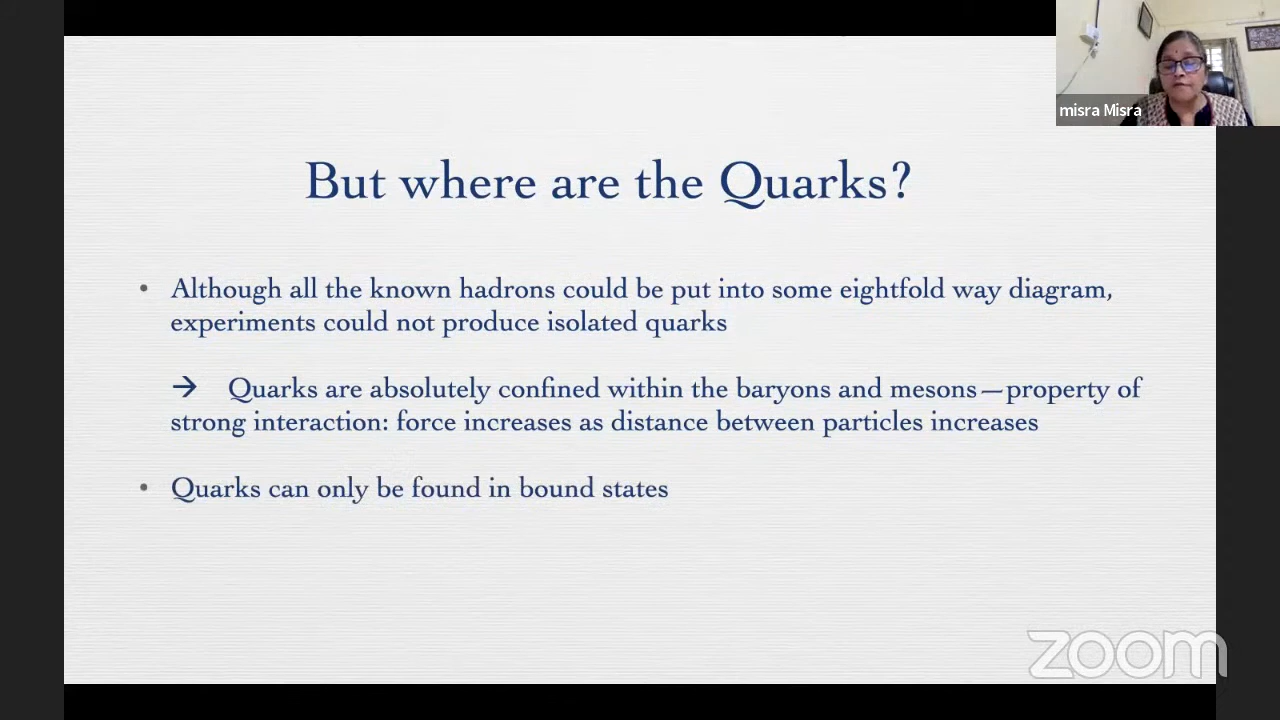 misra Misra
But where are the Quarks?
• Although all the known hadrons could be put into some eightfold way diagram,
experiments could not produce isolated quarks
→ Quarks are absolutely confined within the baryons and mesons—property of
strong interaction: force increases as distance between particles increases
• Quarks can only be found in bound states
zoom